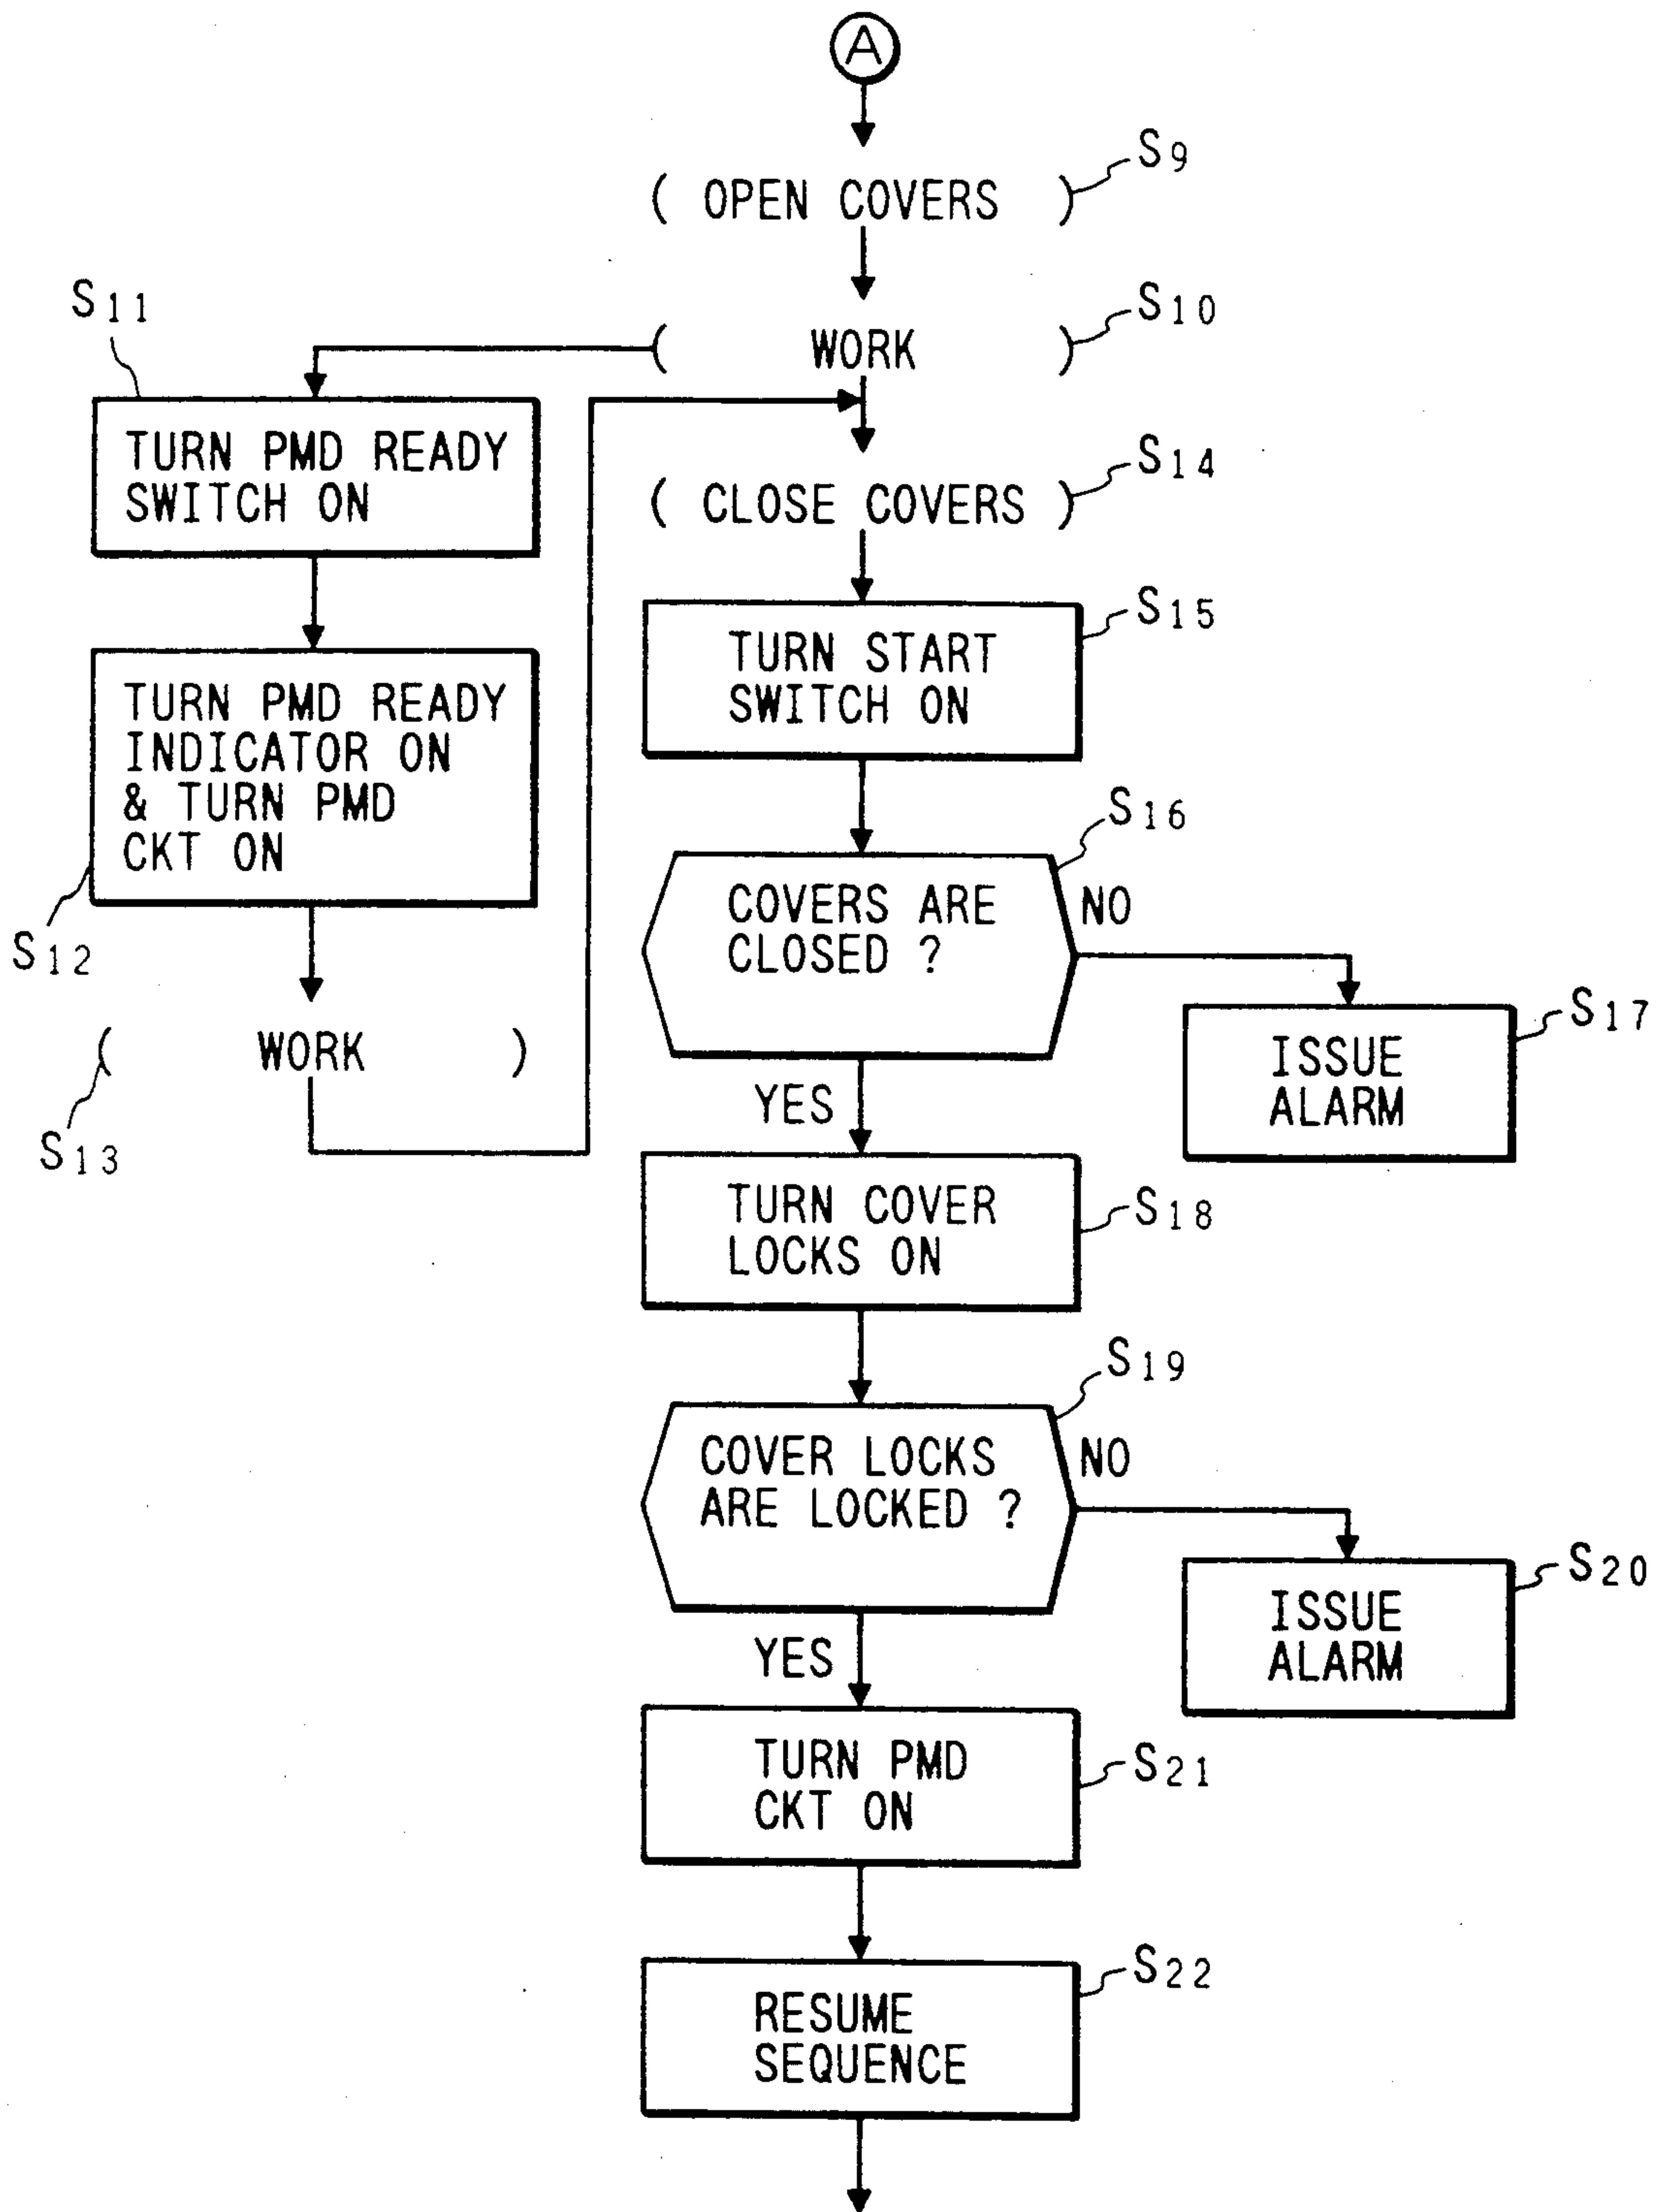 A
( OPEN COVERS ) S9
( WORK ) S10
S11
TURN PMD READY
SWITCH ON
TURN PMD READY
INDICATOR ON
& TURN PMD
CKT ON
S12
( WORK )
S13
( CLOSE COVERS ) S14
TURN START
SWITCH ON
S15
COVERS ARE
CLOSED ?
S16
NO
ISSUE
ALARM
S17
YES
TURN COVER
LOCKS ON
S18
COVER LOCKS
ARE LOCKED ?
S19
NO
ISSUE
ALARM
S20
YES
TURN PMD
CKT ON
S21
RESUME
SEQUENCE
S22